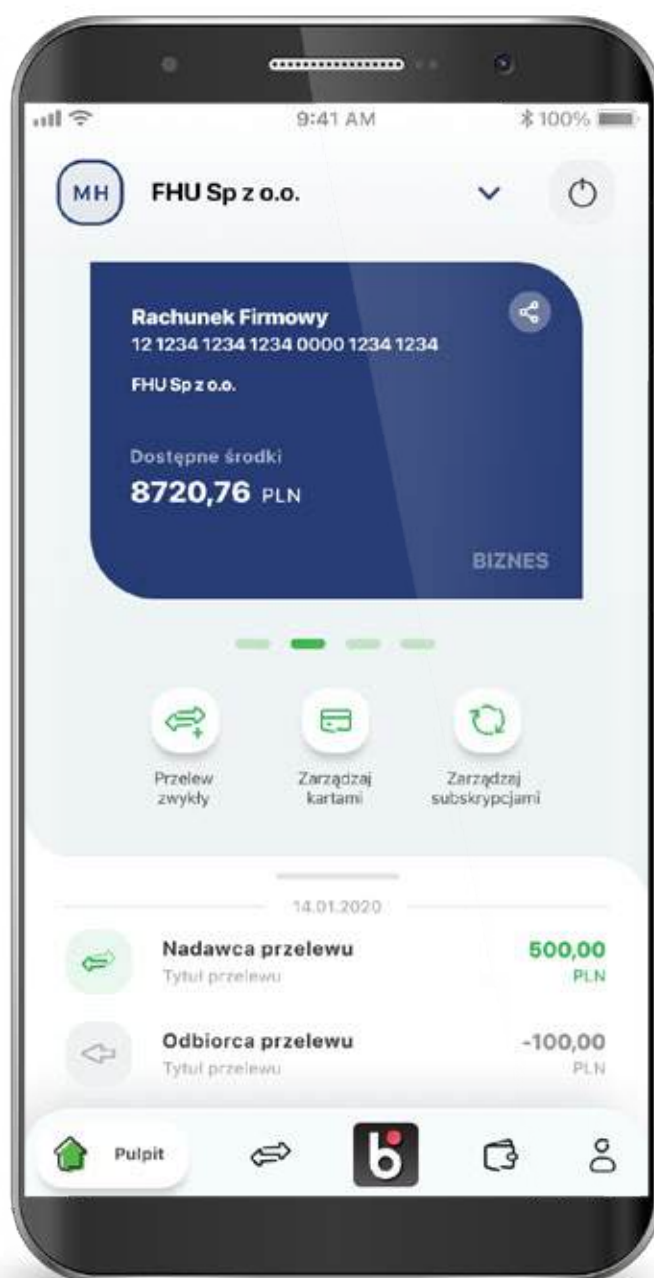 9:41 AM
100%
MH
FHU Sp z o.o.
Rachunek Firmowy
12 1234 1234 1234 0000 1234 1234
FHU Sp z o.o.
Dostępne środki
8720,76 PLN
BIZNES
Przelew
zwykły
Zarządzaj
kartami
Zarządzaj
subskrypcjami
14.01.2020
Nadawca przelewu
500,00
Tytuł przelewu
PLN
Odbiorca przelewu
-100,00
Tytuł przelewu
PLN
Pulpit
b